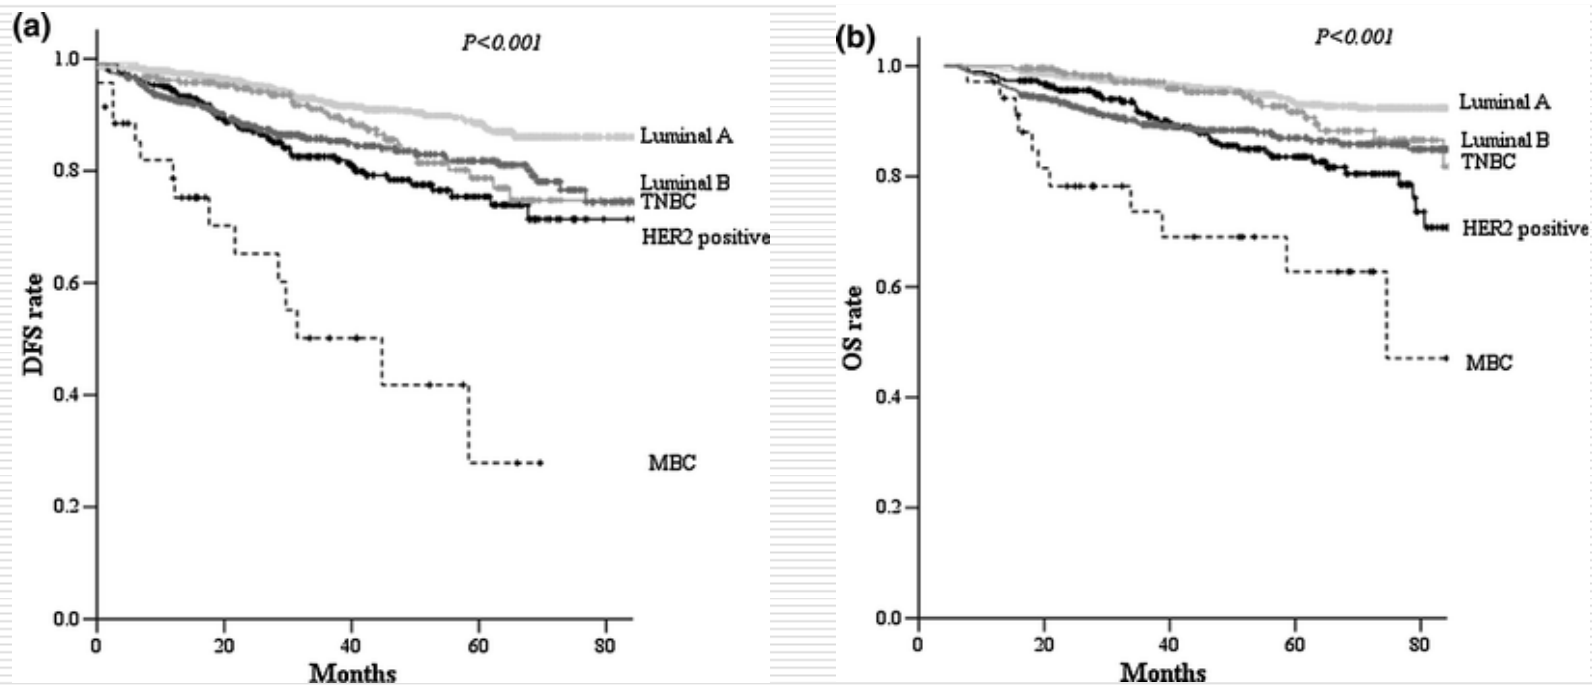 (a)
P<0.001
1.0
0.8
0.6
0.4
0.2
0.0
DFS rate
Luminal A
Luminal B
TNBC
HER2 positive
MBC
0 20 40 60 80
Months
(b)
P<0.001
1.0
0.8
0.6
0.4
0.2
0.0
OS rate
Luminal A
Luminal B
TNBC
HER2 positive
MBC
0 20 40 60 80
Months